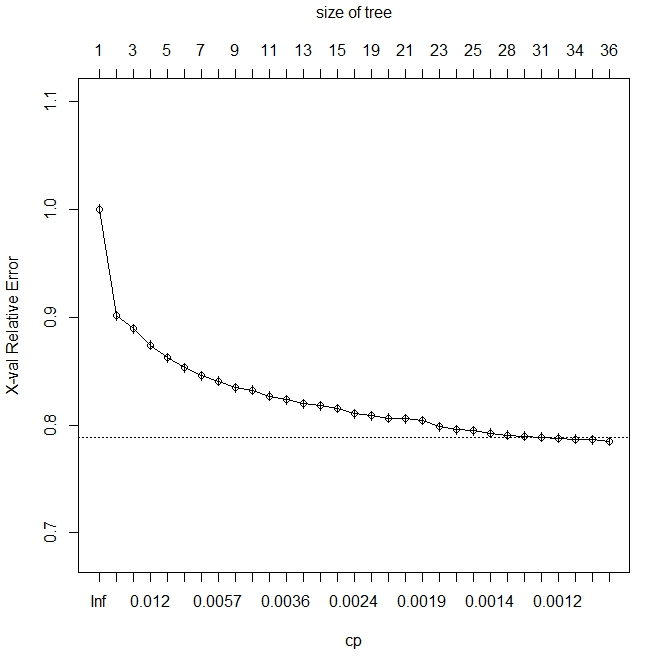 size of tree
1 3 5 7 9 11 13 15 19 21 23 25 28 31 34 36
1.1
1.0
0.9
0.8
0.7
X-val Relative Error
Inf 0.012 0.0057 0.0036 0.0024 0.0019 0.0014 0.0012
cp